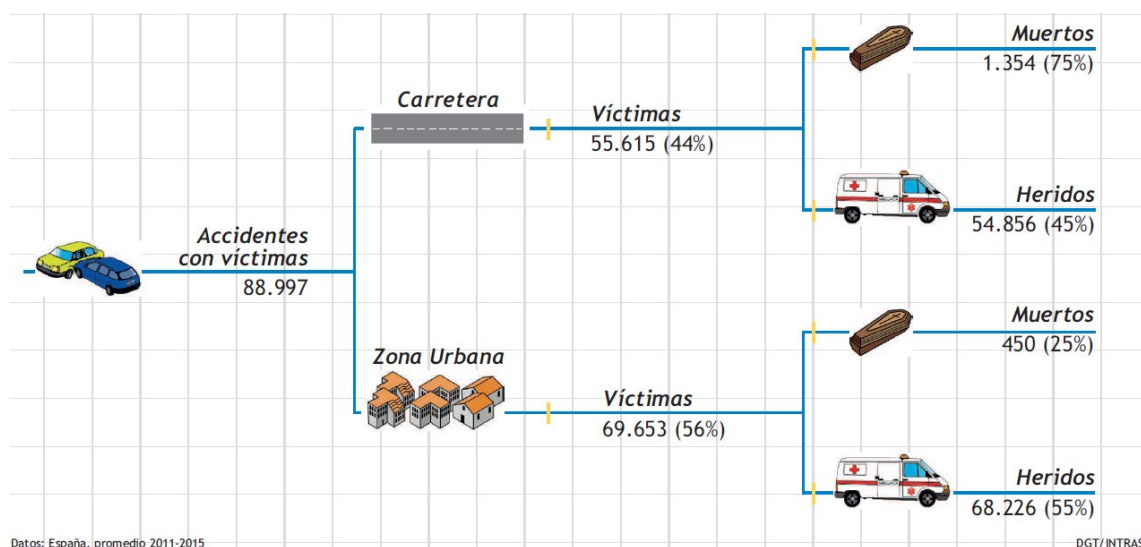 Muertos
1.354 (75%)
Carretera
Víctimas
55.615 (44%)
Heridos
54.856 (45%)
Accidentes
con víctimas
88.997
Muertos
450 (25%)
Zona Urbana
Víctimas
69.653 (56%)
Heridos
68.226 (55%)
Datos: España, promedio 2011-2015
DGT/INTRAS